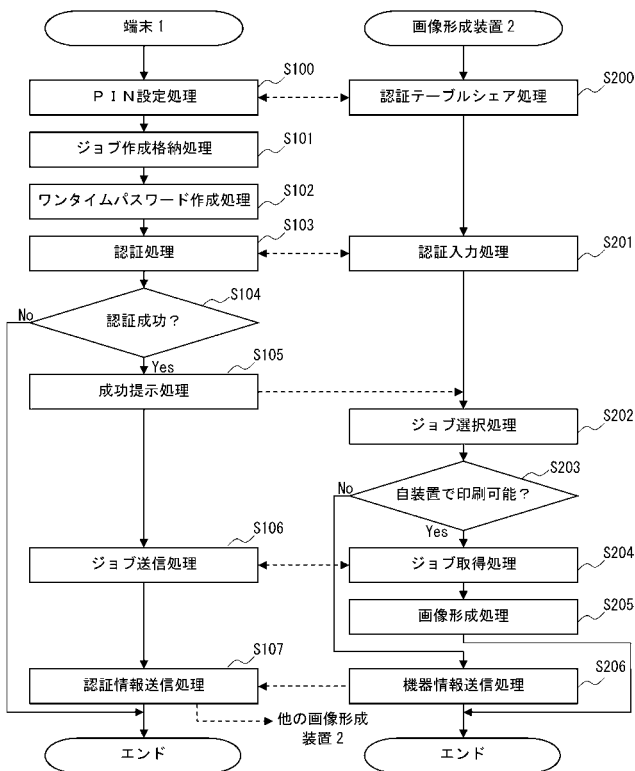 端末1
画像形成装置2
S100
PIN設定処理
S200
認証テーブルシェア処理
S101
ジョブ作成格納処理
S102
ワンタイムパスワード作成処理
S103
認証処理
S201
認証入力処理
S104
認証成功?
No
Yes
S105
成功提示処理
S202
ジョブ選択処理
S203
自装置で印刷可能?
No
Yes
S106
ジョブ送信処理
S204
ジョブ取得処理
S205
画像形成処理
S107
認証情報送信処理
S206
機器情報送信処理
他の画像形成
装置2
エンド
エンド